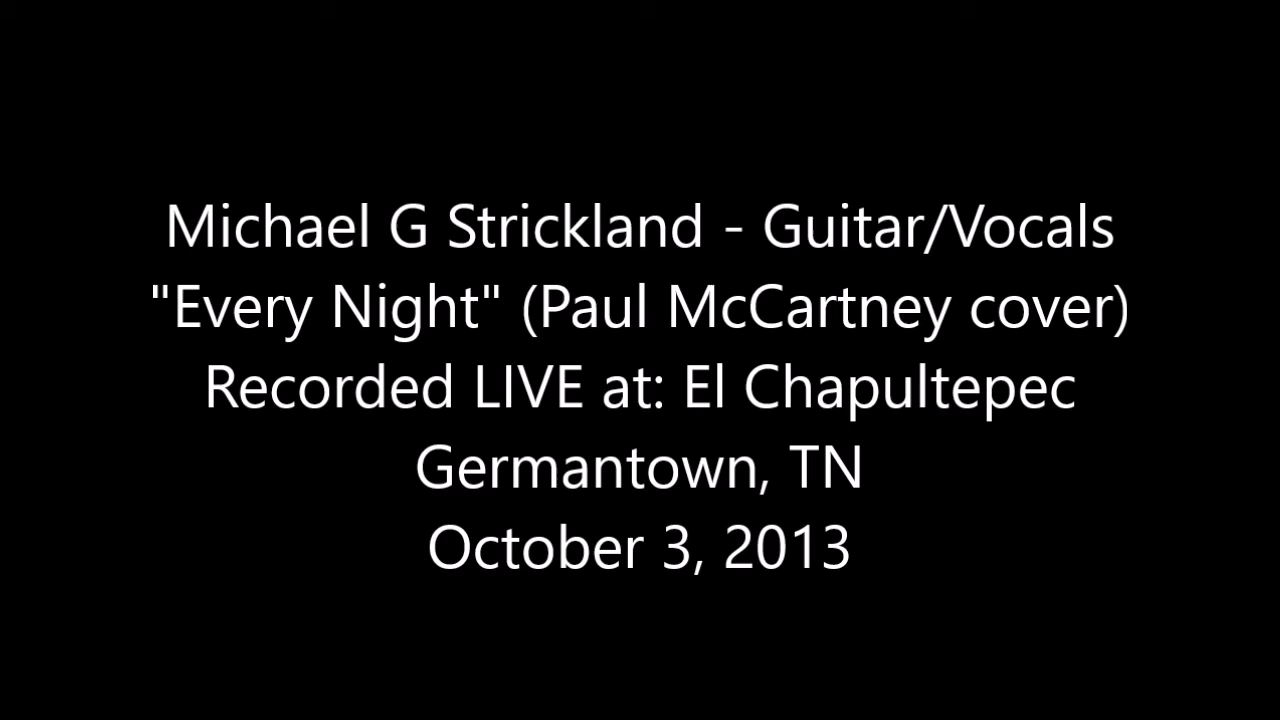 Michael G Strickland - Guitar/Vocals
"Every Night" (Paul McCartney cover)
Recorded LIVE at: El Chapultepec
Germantown, TN
October 3, 2013